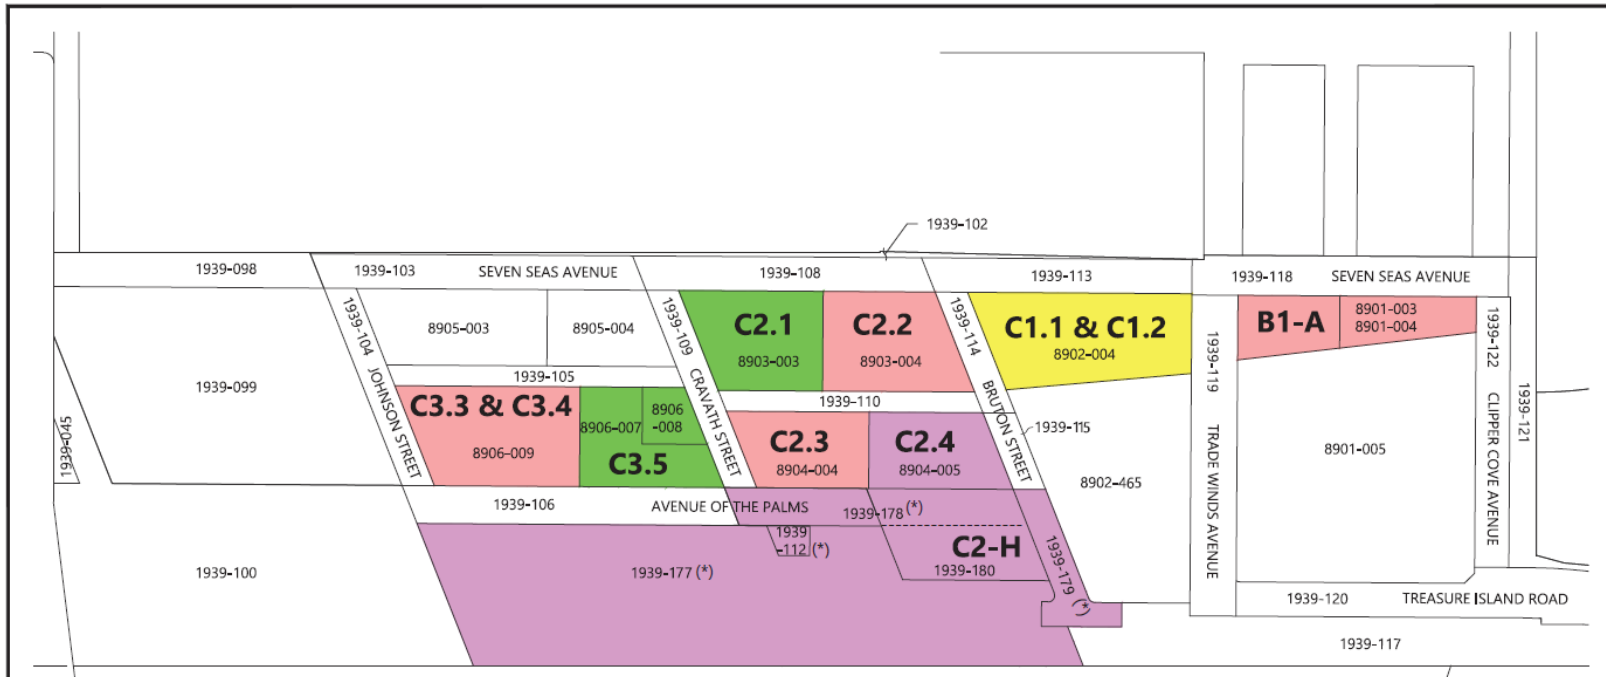 1939-102
1939-098
1939-103
SEVEN SEAS AVENUE
1939-108
1939-113
1939-118
SEVEN SEAS AVENUE
1939-104
JOHNSON STREET
8905-003
8905-004
1939-109
CRAVATH STREET
C2.1
8903-003
C2.2
8903-004
1939-114
BRUTON STREET
C1.1 & C1.2
8902-004
1939-119
TRADE WINDS AVENUE
B1-A
8901-003
8901-004
1939-122
CLIPPER COVE AVENUE
1939-121
1939-099
1939-105
1939-110
C3.3 & C3.4
8906-009
8906-007
8906
-008
C3.5
C2.3
8904-004
C2.4
8904-005
1939-115
8902-465
8901-005
1931-045
1939-106
AVENUE OF THE PALMS
1939-178 (*)
1939
-112 (*)
C2-H
1939-180
1939-179 (*)
1939-100
1939-177 (*)
1939-120
TREASURE ISLAND ROAD
1939-117